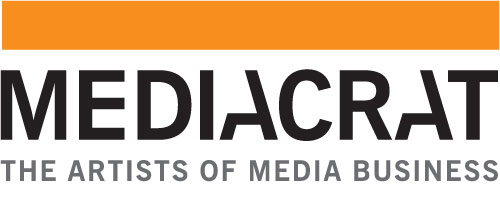 MEDIACRAT
THE ARTISTS OF MEDIA BUSINESS